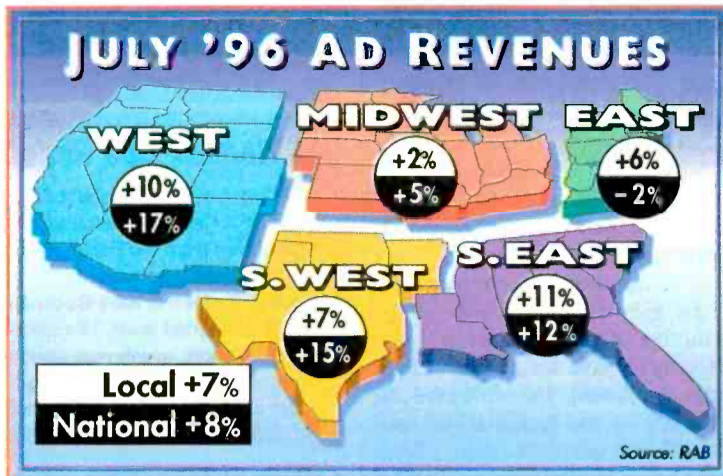 JULY '96 AD REVENUES
WEST
+10%
+17%
MIDWEST
+2%
+5%
EAST
+6%
-2%
S.WEST
+7%
+15%
S.EAST
+11%
+12%
Local +7%
National +8%
Source: RAB